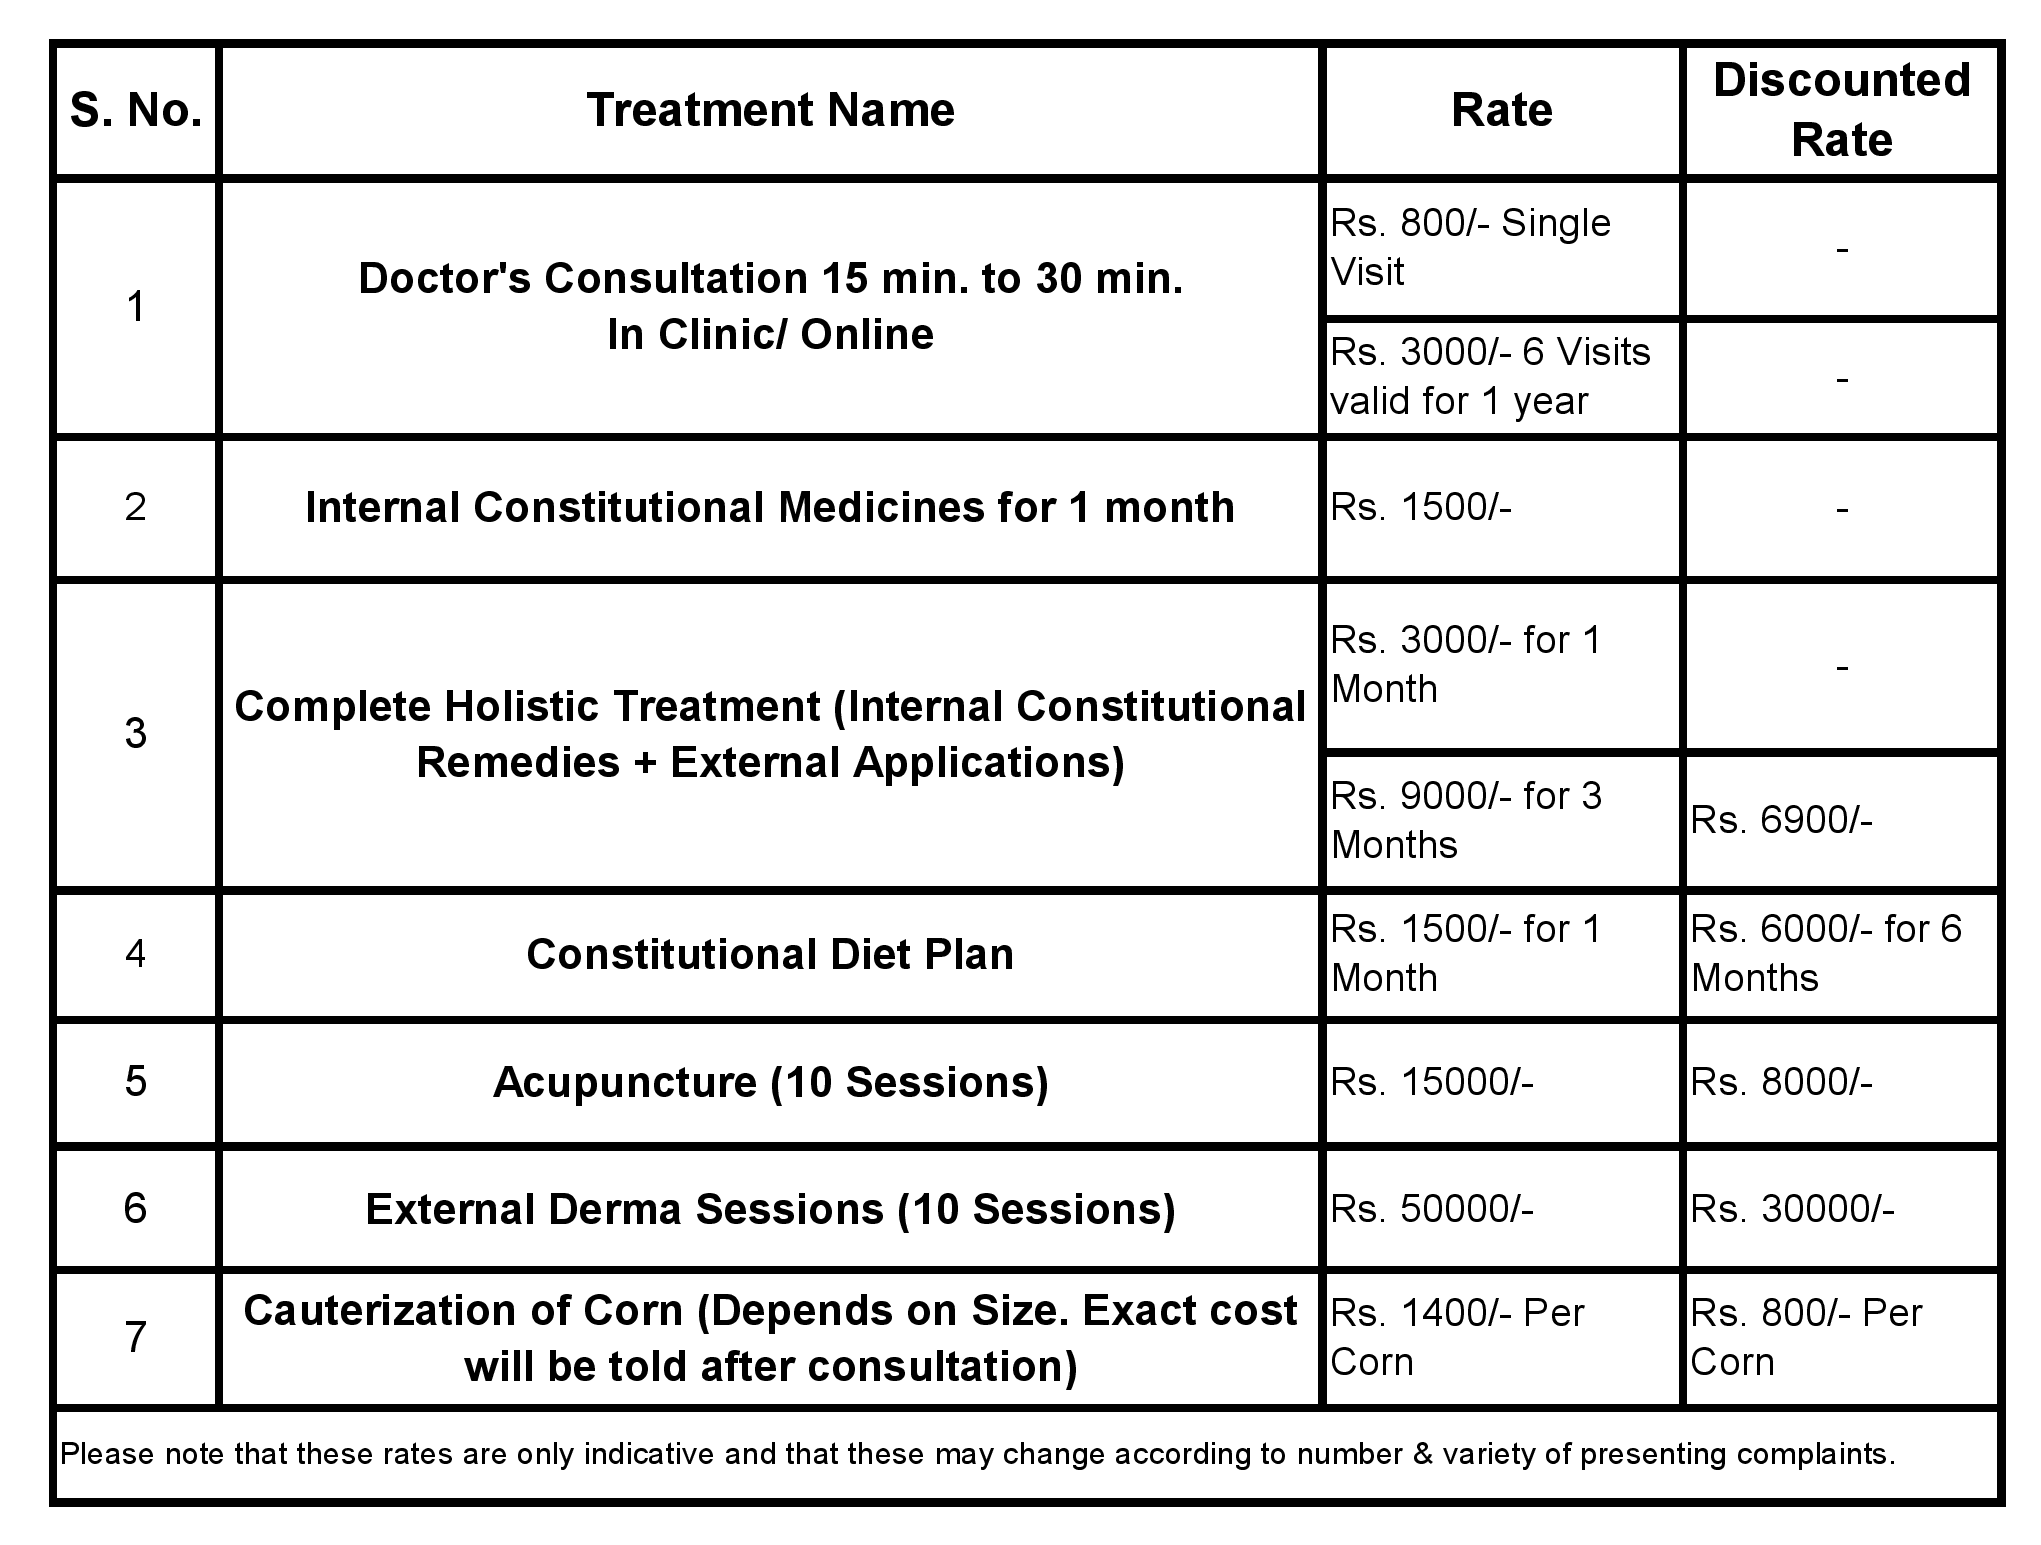 S. No.
Treatment Name
Rate
Discounted
Rate
1
Doctor's Consultation 15 min. to 30 min.
In Clinic/ Online
Rs. 800/- Single
Visit
-
Rs. 3000/- 6 Visits
valid for 1 year
-
2
Internal Constitutional Medicines for 1 month
Rs. 1500/-
-
3
Complete Holistic Treatment (Internal Constitutional
Remedies + External Applications)
Rs. 3000/- for 1
Month
-
Rs. 9000/- for 3
Months
Rs. 6900/-
4
Constitutional Diet Plan
Rs. 1500/- for 1
Month
Rs. 6000/- for 6
Months
5
Acupuncture (10 Sessions)
Rs. 15000/-
Rs. 8000/-
6
External Derma Sessions (10 Sessions)
Rs. 50000/-
Rs. 30000/-
7
Cauterization of Corn (Depends on Size. Exact cost
will be told after consultation)
Rs. 1400/- Per
Corn
Rs. 800/- Per
Corn
Please note that these rates are only indicative and that these may change according to number & variety of presenting complaints.